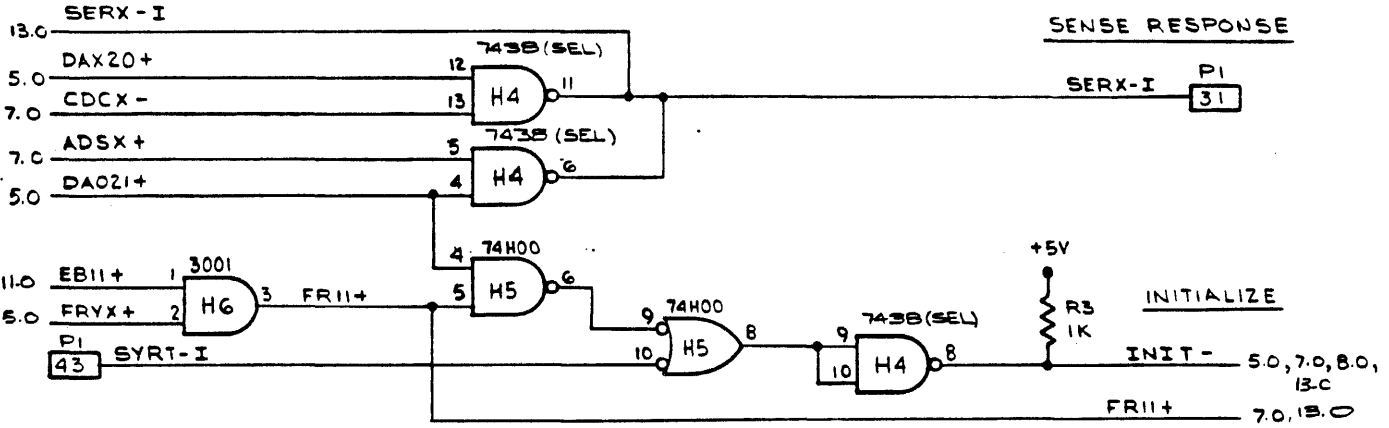 SERX-I
13.0
SENSE RESPONSE
7438 (SEL)
DAX20+
12
5.0
H4
11
P1
SERX-I
31
CDCX-
13
7.0
7438 (SEL)
ADSX+
5
7.0
H4
6
DA021+
4
5.0
74H00
4
6
H5
5
+5V
3001
EB11+
1
11.0
H6
3
FR11+
FRYX+
2
5.0
74H00
9
H5
8
10
INITIALIZE
R3
1K
7438 (SEL)
9
H4
8
10
P1
43
SYRT-I
INIT-
5.0, 7.0, 8.0,
13.0
FR11+
7.0, 13.0